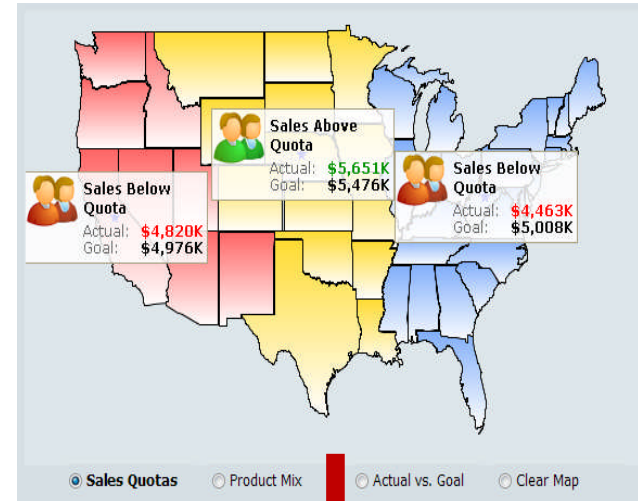 Sales Above
Quota
Actual: $5,651K
Goal: $5,476K
Sales Below
Quota
Actual: $4,820K
Goal: $4,976K
Sales Below
Quota
Actual: $4,463K
Goal: $5,008K
Sales Quotas Product Mix Actual vs. Goal Clear Map